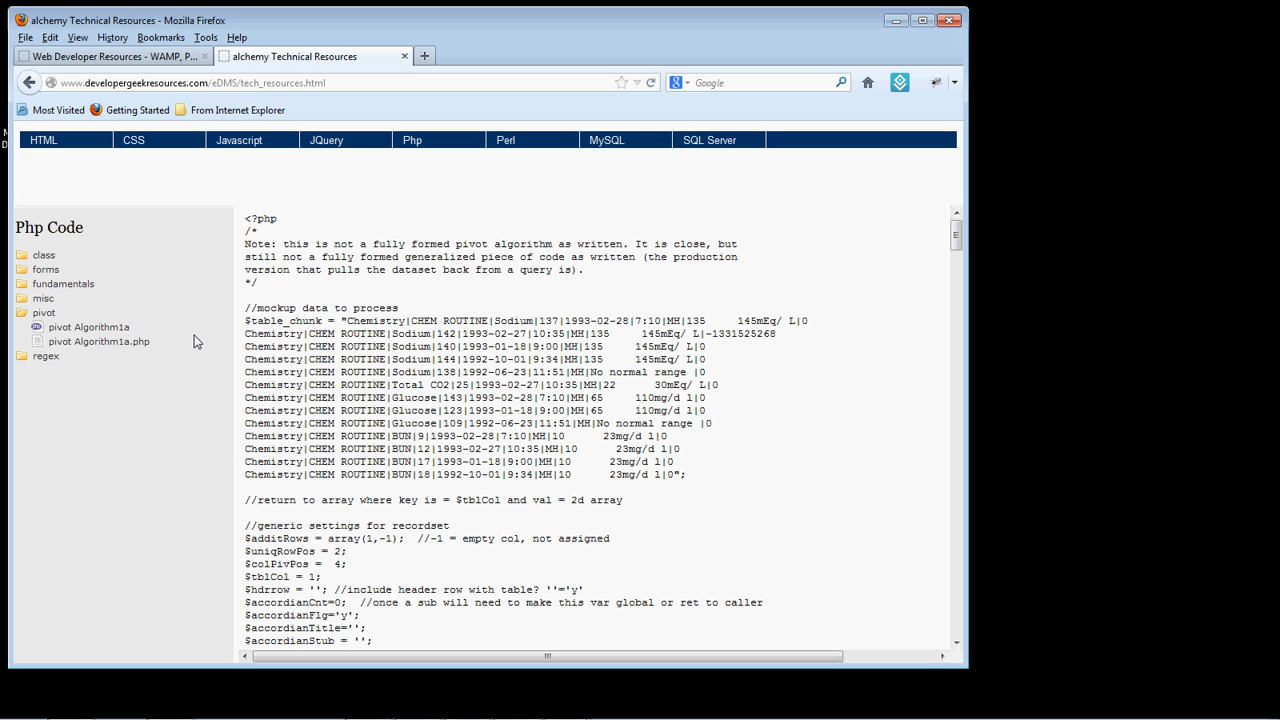 alchemy Technical Resources - Mozilla Firefox
File Edit View History Bookmarks Tools Help
Web Developer Resources - WAMP, P... × alchemy Technical Resources × +
www.developergeekresources.com/eDMS/tech_resources.html Google
Most Visited Getting Started From Internet Explorer
HTML CSS Javascript JQuery Php Perl MySQL SQL Server
Php Code
class
forms
fundamentals
misc
pivot
pivot Algorithm1a
pivot Algorithm1a.php
regex
<?php
/*
Note: this is not a fully formed pivot algorithm as written. It is close, but
still not a fully formed generalized piece of code as written (the production
version that pulls the dataset back from a query is).
*/
//mockup data to process
$table_chunk = "Chemistry|CHEM ROUTINE|Sodium|137|1993-02-28|7:10|MH|135     145mEq/ L|0
Chemistry|CHEM ROUTINE|Sodium|142|1993-02-27|10:35|MH|135     145mEq/ L|-1331525268
Chemistry|CHEM ROUTINE|Sodium|140|1993-01-18|9:00|MH|135     145mEq/ L|0
Chemistry|CHEM ROUTINE|Sodium|144|1992-10-01|9:34|MH|135     145mEq/ L|0
Chemistry|CHEM ROUTINE|Sodium|138|1992-06-23|11:51|MH|No normal range |0
Chemistry|CHEM ROUTINE|Total CO2|25|1993-02-27|10:35|MH|22      30mEq/ L|0
Chemistry|CHEM ROUTINE|Glucose|143|1993-02-28|7:10|MH|65     110mg/d l|0
Chemistry|CHEM ROUTINE|Glucose|123|1993-01-18|9:00|MH|65     110mg/d l|0
Chemistry|CHEM ROUTINE|Glucose|109|1992-06-23|11:51|MH|No normal range |0
Chemistry|CHEM ROUTINE|BUN|9|1993-02-28|7:10|MH|10      23mg/d l|0
Chemistry|CHEM ROUTINE|BUN|12|1993-02-27|10:35|MH|10      23mg/d l|0
Chemistry|CHEM ROUTINE|BUN|17|1993-01-18|9:00|MH|10      23mg/d l|0
Chemistry|CHEM ROUTINE|BUN|18|1992-10-01|9:34|MH|10      23mg/d l|0";
//return to array where key is = $tblCol and val = 2d array
//generic settings for recordset
$additRows = array(1,-1);  //-1 = empty col, not assigned
$uniqRowPos = 2;
$colPivPos =  4;
$tblCol = 1;
$hdrrow = ''; //include header row with table? ''='y'
$accordianCnt=0;  //once a sub will need to make this var global or ret to caller
$accordianFlg='y';
$accordianTitle='';
$accordianStub = '';